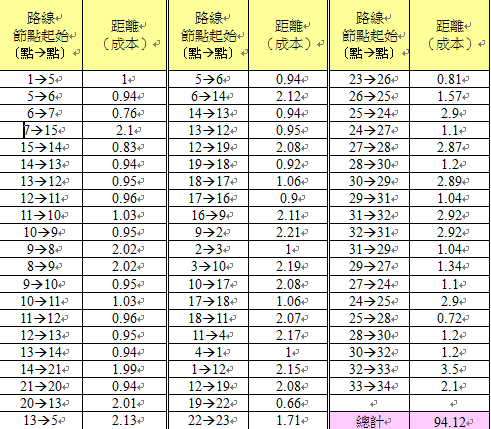 路線↵ 距離↵ 路線↵ 距離↵ 路線↵ 距離↵
節點起始↵ (成本)↵ 節點起始↵ (成本)↵ 節點起始↵ (成本)↵
(點→點)↵ (點→點)↵ (點→點)↵
1→5↵ 1↵ 5→6↵ 0.94↵ 23→26↵ 0.81↵
5→6↵ 0.94↵ 6→14↵ 2.12↵ 26→25↵ 1.57↵
6→7↵ 0.76↵ 14→13↵ 0.94↵ 25→24↵ 2.9↵
7→15↵ 2.1↵ 13→12↵ 0.95↵ 24→27↵ 1.1↵
15→14↵ 0.83↵ 12→19↵ 2.08↵ 27→28↵ 2.87↵
14→13↵ 0.94↵ 19→18↵ 0.92↵ 28→30↵ 1.2↵
13→12↵ 0.95↵ 18→17↵ 1.06↵ 30→29↵ 2.89↵
12→11↵ 0.96↵ 17→16↵ 0.9↵ 29→31↵ 1.04↵
11→10↵ 1.03↵ 16→9↵ 2.11↵ 31→32↵ 2.92↵
10→9↵ 0.95↵ 9→2↵ 2.21↵ 32→31↵ 2.92↵
9→8↵ 2.02↵ 2→3↵ 1↵ 31→29↵ 1.04↵
8→9↵ 2.02↵ 3→10↵ 2.19↵ 29→27↵ 1.34↵
9→10↵ 0.95↵ 10→17↵ 2.08↵ 27→24↵ 1.1↵
10→11↵ 1.03↵ 17→18↵ 1.06↵ 24→25↵ 2.9↵
11→12↵ 0.96↵ 18→11↵ 2.07↵ 25→28↵ 0.72↵
12→13↵ 0.95↵ 11→4↵ 2.17↵ 28→30↵ 1.2↵
13→14↵ 0.94↵ 4→1↵ 1↵ 30→32↵ 1.2↵
14→21↵ 1.99↵ 1→12↵ 2.15↵ 32→33↵ 3.5↵
21→20↵ 0.94↵ 12→19↵ 2.08↵ 33→34↵ 2.1↵
20→13↵ 2.01↵ 19→22↵ 0.66↵ ↵ ↵
13→5↵ 2.13↵ 22→23↵ 1.71↵ 總計↵ 94.12↵